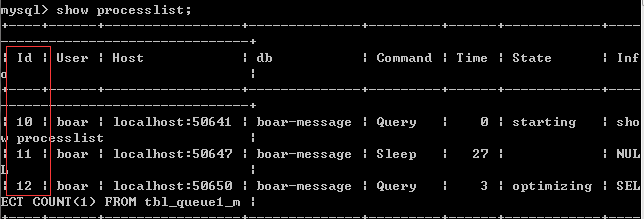 mysql> show processlist;
+----+------+-----------------+--------------+---------+------+------------+----
------------------------------+
| Id | User | Host | db | Command | Time | State | Inf
o |
+----+------+-----------------+--------------+---------+------+------------+----
------------------------------+
| 10 | boar | localhost:50641 | boar-message | Query | 0 | starting | sho
w processlist |
| 11 | boar | localhost:50647 | boar-message | Sleep | 27 | | NUL
L |
| 12 | boar | localhost:50650 | boar-message | Query | 3 | optimizing | SEL
ECT COUNT(1) FROM tbl_queue1_m |
+----+------+-----------------+--------------+---------+------+------------+----